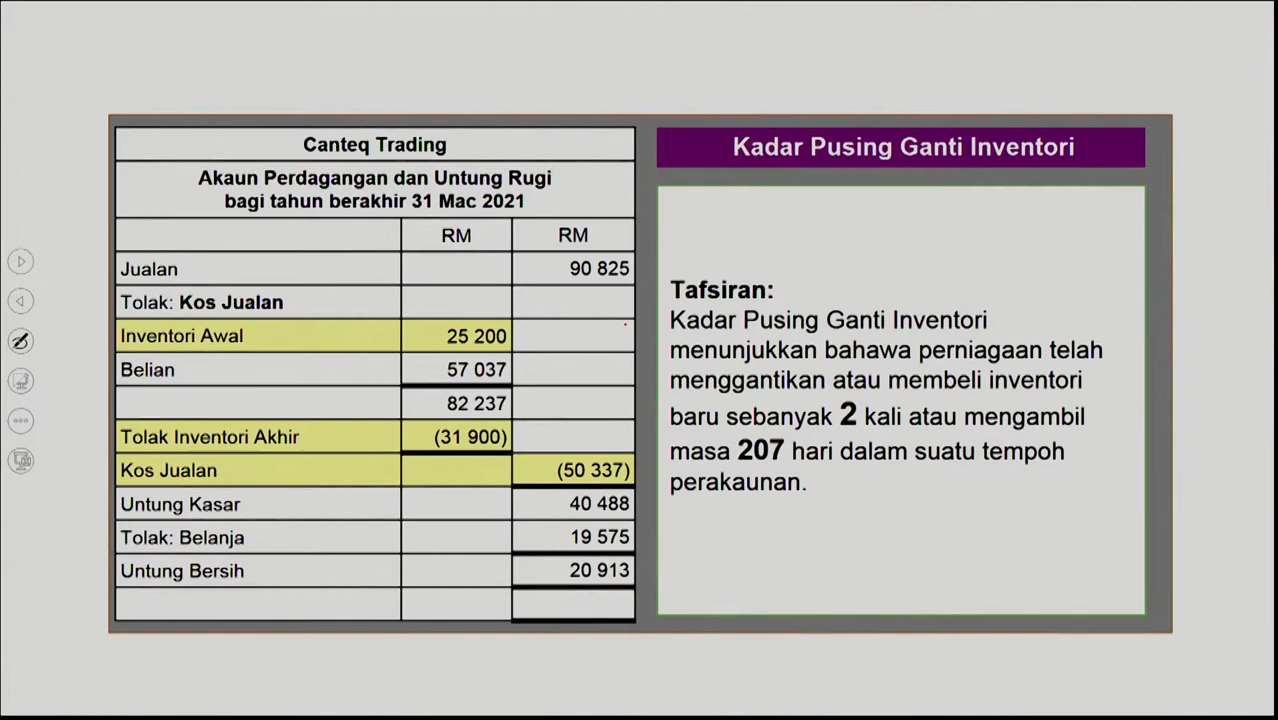 Canteq Trading
Akaun Perdagangan dan Untung Rugi
bagi tahun berakhir 31 Mac 2021
RM RM
Jualan 90 825
Tolak: Kos Jualan
Inventori Awal 25 200
Belian 57 037
82 237
Tolak Inventori Akhir (31 900)
Kos Jualan (50 337)
Untung Kasar 40 488
Tolak: Belanja 19 575
Untung Bersih 20 913
Kadar Pusing Ganti Inventori
Tafsiran:
Kadar Pusing Ganti Inventori
menunjukkan bahawa perniagaan telah
menggantikan atau membeli inventori
baru sebanyak 2 kali atau mengambil
masa 207 hari dalam suatu tempoh
perakaunan.